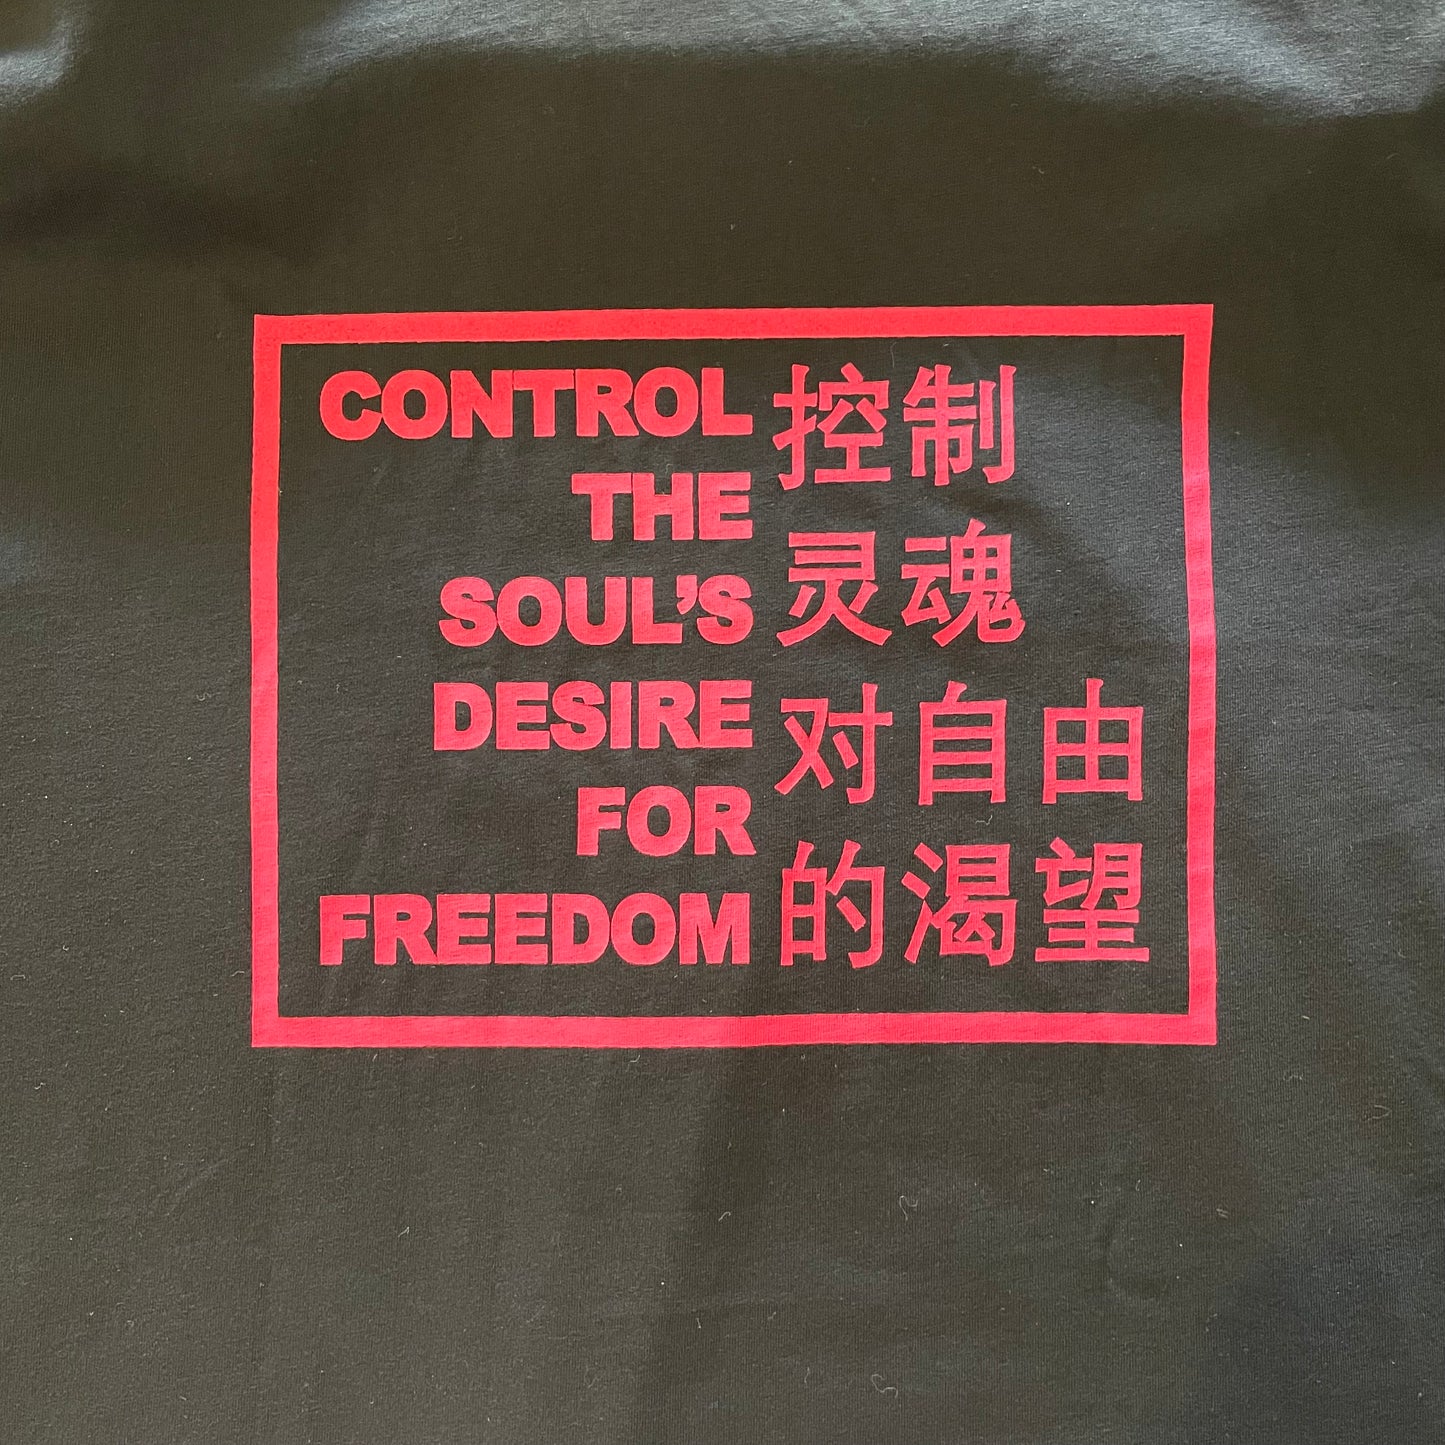 CONTROL
THE
SOUL'S
DESIRE
FOR
FREEDOM
控制
灵魂
对自由
的渴望